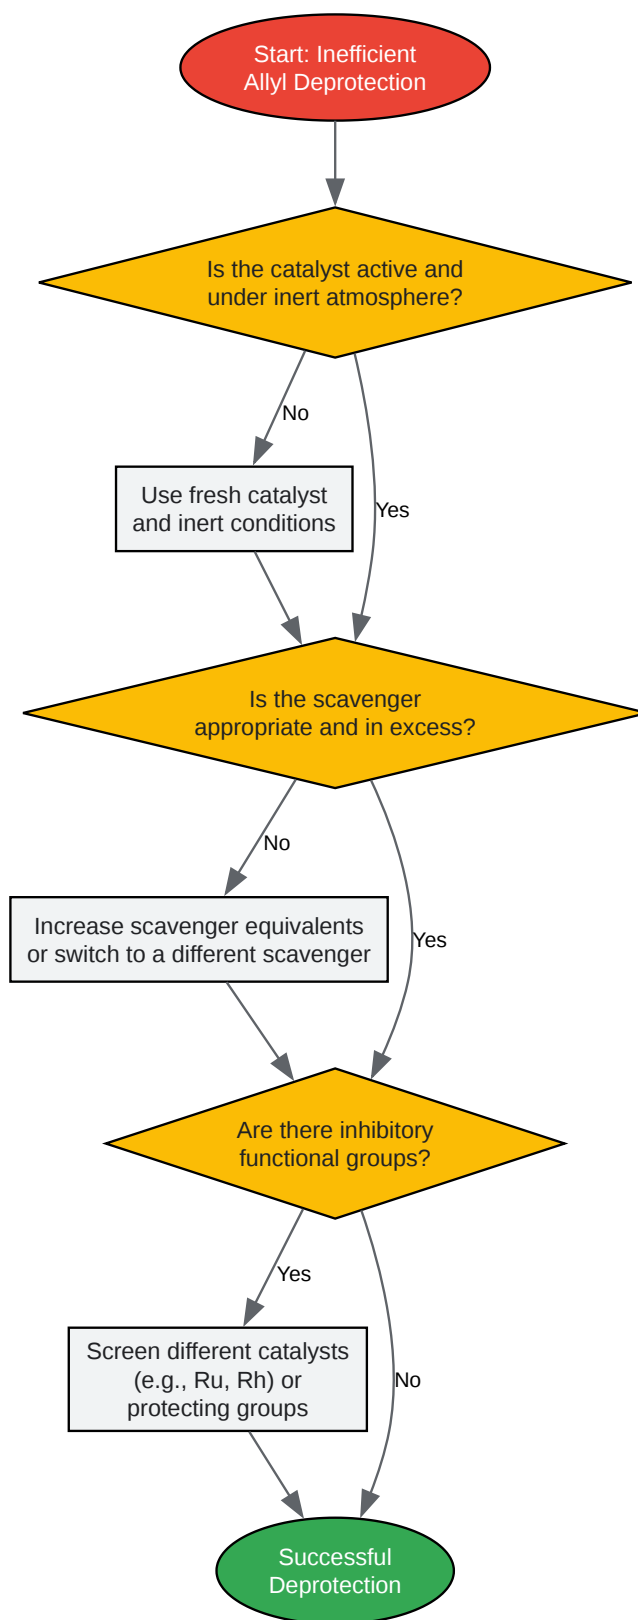 Start: Inefficient
Allyl Deprotection
Is the catalyst active and
under inert atmosphere?
No
Use fresh catalyst
and inert conditions
Yes
Is the scavenger
appropriate and in excess?
No
Increase scavenger equivalents
or switch to a different scavenger
Yes
Are there inhibitory
functional groups?
Yes
Screen different catalysts
(e.g., Ru, Rh) or
protecting groups
No
Successful
Deprotection